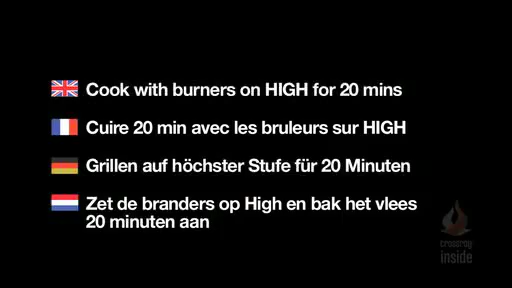 Cook with burners on HIGH for 20 mins
Cuire 20 min avec les bruleurs sur HIGH
Grillen auf höchster Stufe für 20 Minuten
Zet de branders op High en bak het vlees
20 minuten aan
crossray
inside